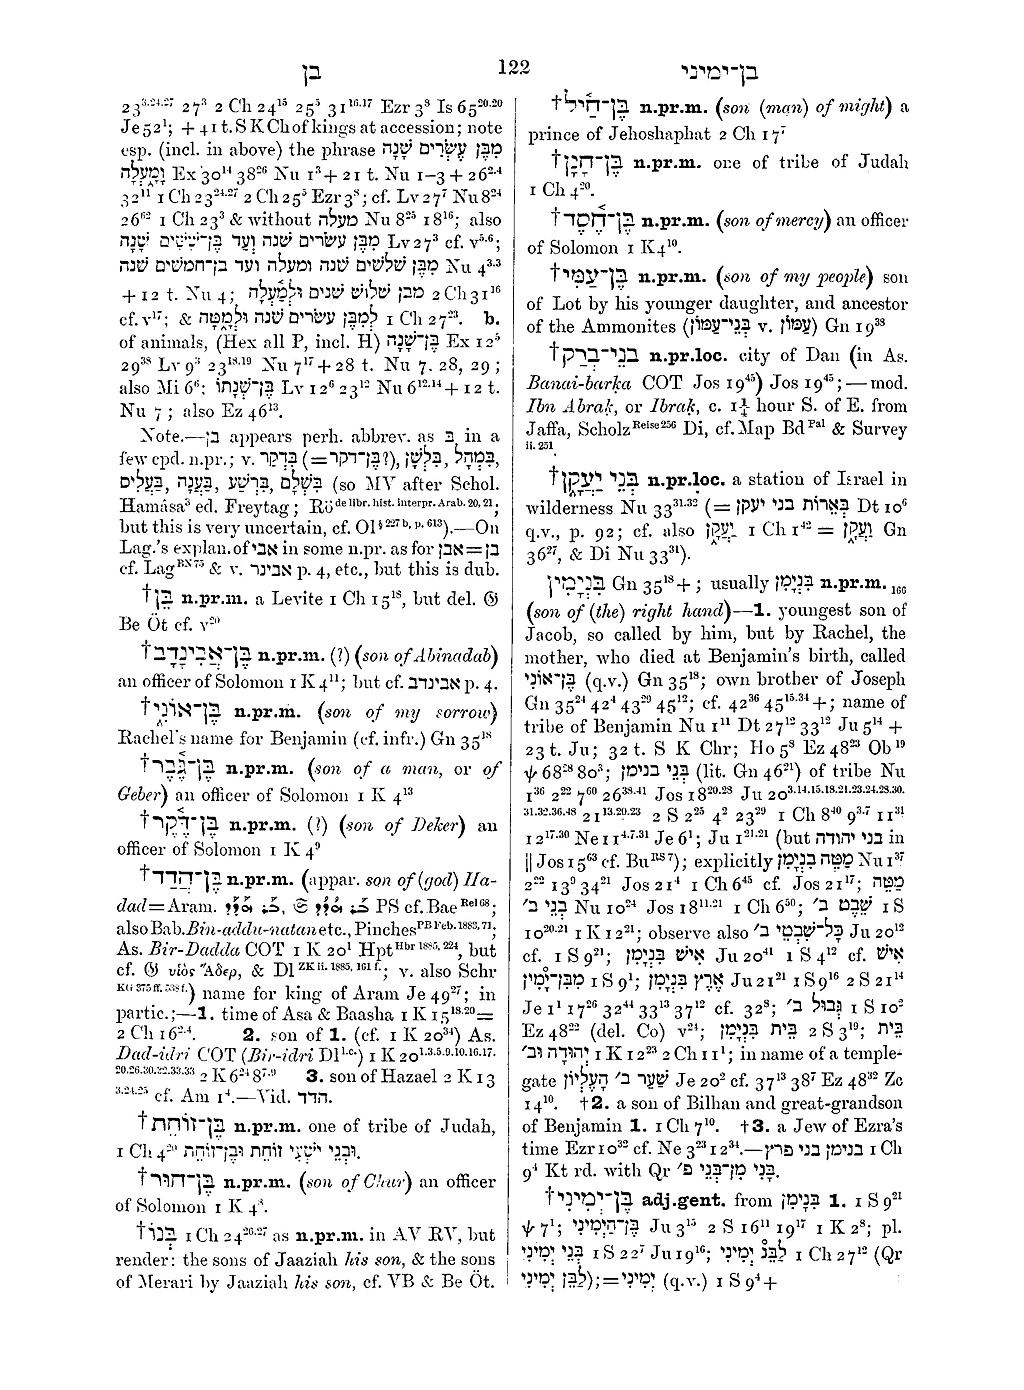 בן 122 בן־ימיני
23 3.24.27 27 3 2 Ch 24 15 25 5 31 16.17 Ezr 3 8 Is 65 20.20
Je 52 1; + 41 t. S K Ch of kings at accession; note
esp. (incl. in above) the phrase מִבֶּן עֶשְׂרִים שָׁנָה
וָמַעְלָה Ex 30 14 38 26 Nu 1 3 + 21 t. Nu 1–3 + 26 2.4
32 11 1 Ch 23 24.27 2 Ch 25 5 Ezr 3 8; cf. Lv 27 7 Nu 8 24
26 62 1 Ch 23 3 & without מעלה Nu 8 25 18 16; also
מִבֶּן עשרים שנה וְעַד בֶּן־שִׁשִּׁים שָׁנָה Lv 27 3 cf. v 5.6;
מִבֶּן שלשים שנה ומעלה ועד בן־חמשים שנה Nu 4 3.3
+ 12 t. Nu 4; מבן שלוש שנים וּלְמַעְלָה 2 Ch 31 16
cf. v 17; & לְמִבֶּן עשרים שנה וּלְמַטָּה 1 Ch 27 23. b.
of animals, (Hex all P, incl. H) בֶּן־שָׁנָה Ex 12 5
29 38 Lv 9 3 23 18.19 Nu 7 17 + 28 t. Nu 7. 28, 29;
also Mi 6 6; בֶּן־שְׁנָתוֹ Lv 12 6 23 12 Nu 6 12.14 + 12 t.
Nu 7; also Ez 46 13.
Note.—בן appears perh. abbrev. as בְּ in a
few cpd. n.pr.; v. בִּדְקַר (=בֶּן־דקר?), בִּלְשָׁן, בִּמְהָל,
בַּעֲלִים, בַּעֲנָה, בִּרְשַׁע, בִּשְׁלָם (so MV after Schol.
Hamâsa 3 ed. Freytag; Rö de libr. hist. interpr. Arab. 20, 21;
but this is very uncertain, cf. Ol § 227 b, p. 613).—On
Lag.'s explan. of אבי in some n.pr. as for אבן=בן
cf. Lag BN 75 & v. אבינר p. 4, etc., but this is dub.
†בֵּן n.pr.m. a Levite 1 Ch 15 18, but del. 𝔊
Be Öt cf. v 20
†בֶּן־אֲבִינָדָב n.pr.m. (?) (son of Abinadab)
an officer of Solomon 1 K 4 11; but cf. אבינדב p. 4.
†בֶּן־אוֹנִי n.pr.m. (son of my sorrow)
Rachel's name for Benjamin (cf. infr.) Gn 35 18
†בֶּן־גֶּבֶר n.pr.m. (son of a man, or of
Geber) an officer of Solomon 1 K 4 13
†בֶּן־דֶּקֶר n.pr.m. (?) (son of Deker) an
officer of Solomon 1 K 4 9
†בֶּן־הֲדַד n.pr.m. (appar. son of (god) Ha-
dad=Aram. PS cf. Bae Rel 68;
also Bab. Bin-addu-natan etc., Pinches PB Feb. 1883, 71;
As. Bir-Dadda COT 1 K 20 1 Hpt Hbr 1885, 224, but
cf. 𝔊 υἱὸς Ἄδερ, & Dl ZK ii. 1885, 161 f.; v. also Schr
KG 375 ff. 538 f.) name for king of Aram Je 49 27; in
partic.;—1. time of Asa & Baasha 1 K 15 18.20=
2 Ch 16 2.4. 2. son of 1. (cf. 1 K 20 34) As.
Dad-idri COT (Bir-idri Dl l.c.) 1 K 20 1.3.5.9.10.16.17.
20.26.30.32.33.33 2 K 6 24 8 7.9 3. son of Hazael 2 K 13
3.24.25 cf. Am 1 4.—Vid. הדד.
†בֶּן־זוֹחֵת n.pr.m. one of tribe of Judah,
1 Ch 4 20 וּבְנֵי יִשְׁעִי זוֹחֵת וּבֶן־זוֹחֵת.
†בֶּן־חוּר n.pr.m. (son of Chur) an officer
of Solomon 1 K 4 8.
†בְּנוֹ 1 Ch 24 26.27 as n.pr.m. in AV RV, but
render: the sons of Jaaziah his son, & the sons
of Merari by Jaaziah his son, cf. VB & Be Öt.
†בֶּן־חַיִל n.pr.m. (son (man) of might) a
prince of Jehoshaphat 2 Ch 17 7
†בֶּן־חָנָן n.pr.m. one of tribe of Judah
1 Ch 4 20.
†בֶּן־חֶסֶד n.pr.m. (son of mercy) an officer
of Solomon 1 K 4 10.
†בֶּן־עַמִּי n.pr.m. (son of my people) son
of Lot by his younger daughter, and ancestor
of the Ammonites (בְּנֵי־עַמּוֹן v. עַמּוֹן) Gn 19 38
†בְּנֵי־בְרַק n.pr.loc. city of Dan (in As.
Banai-barḳa COT Jos 19 45) Jos 19 45;—mod.
Ibn Abraḳ, or Ibraḳ, c. 1¼ hour S. of E. from
Jaffa, Scholz Reise 256 Di, cf. Map Bd Pal & Survey
ii. 251.
†בְּנֵי יַעֲקָן n.pr.loc. a station of Israel in
wilderness Nu 33 31.32 (=בְּאֵרוֹת בני יעקן Dt 10 6
q.v., p. 92; cf. also יַעֲקָן 1 Ch 1 42 = וַעֲקָן Gn
36 27, & Di Nu 33 31).
בִּנְיָמִין Gn 35 18 +; usually בִּנְיָמִן n.pr.m. 166
(son of (the) right hand)—1. youngest son of
Jacob, so called by him, but by Rachel, the
mother, who died at Benjamin's birth, called
בֶּן־אוֹנִי (q.v.) Gn 35 18; own brother of Joseph
Gn 35 24 42 4 43 29 45 12; cf. 42 36 45 15.34 +; name of
tribe of Benjamin Nu 1 11 Dt 27 12 33 12 Ju 5 14 +
23 t. Ju; 32 t. S K Chr; Ho 5 8 Ez 48 23 Ob 19
ψ 68 28 80 3; בְּנֵי בנימן (lit. Gn 46 21) of tribe Nu
1 36 2 22 7 60 26 38.41 Jos 18 20.28 Ju 20 3.14.15.18.21.23.24.28.30.
31.32.36.48 21 13.20.23 2 S 2 25 4 2 23 29 1 Ch 8 40 9 3.7 11 31
12 17.30 Ne 11 4.7.31 Je 6 1; Ju 1 21.21 (but בני יהודה in
|| Jos 15 63 cf. Bu RS 7); explicitly מַטֵּה בִנְיָמִן Nu 1 37
2 22 13 9 34 21 Jos 21 4 1 Ch 6 45 cf. Jos 21 17; מַטֵּה
בְּנֵי ב׳ Nu 10 24 Jos 18 11.21 1 Ch 6 50; שֵׁבֶט ב׳ 1 S
10 20.21 1 K 12 21; observe also כָּל־שִׁבְטֵי ב׳ Ju 20 12
cf. 1 S 9 21; אִישׁ בִּנְיָמִן Ju 20 41 1 S 4 12 cf. אִישׁ
מִבִּן־יָמִין 1 S 9 1; אֶרֶץ בִּנְיָמִן Ju 21 21 1 S 9 16 2 S 21 14
Je 1 1 17 26 32 44 33 13 37 12 cf. 32 8; גְּבוּל ב׳ 1 S 10 2
Ez 48 22 (del. Co) v 24; בֵּית בִּנְיָמִן 2 S 3 19; בֵּית
יְהוּדָה וּב׳ 1 K 12 23 2 Ch 11 1; in name of a temple-
gate שַׁעַר ב׳ הָעֶלְיוֹן Je 20 2 cf. 37 13 38 7 Ez 48 32 Zc
14 10. †2. a son of Bilhan and great-grandson
of Benjamin 1. 1 Ch 7 10. †3. a Jew of Ezra's
time Ezr 10 32 cf. Ne 3 23 12 34.—בנימן בני פרץ 1 Ch
9 4 Kt rd. with Qr בָּנִי מִן־בְּנֵי פ׳.
†בֶּן־יְמִינִי adj.gent. from בִּנְיָמִן 1. 1 S 9 21
ψ 7 1; בֶּן־הַיְמִינִי Ju 3 15 2 S 16 11 19 17 1 K 2 8; pl.
בְּנֵי יְמִינִי 1 S 22 7 Ju 19 16; לַבֵּנ יְמִינִי 1 Ch 27 12 (Qr
לַבֵּן יְמִינִי);=יְמִינִי (q.v.) 1 S 9 4 +